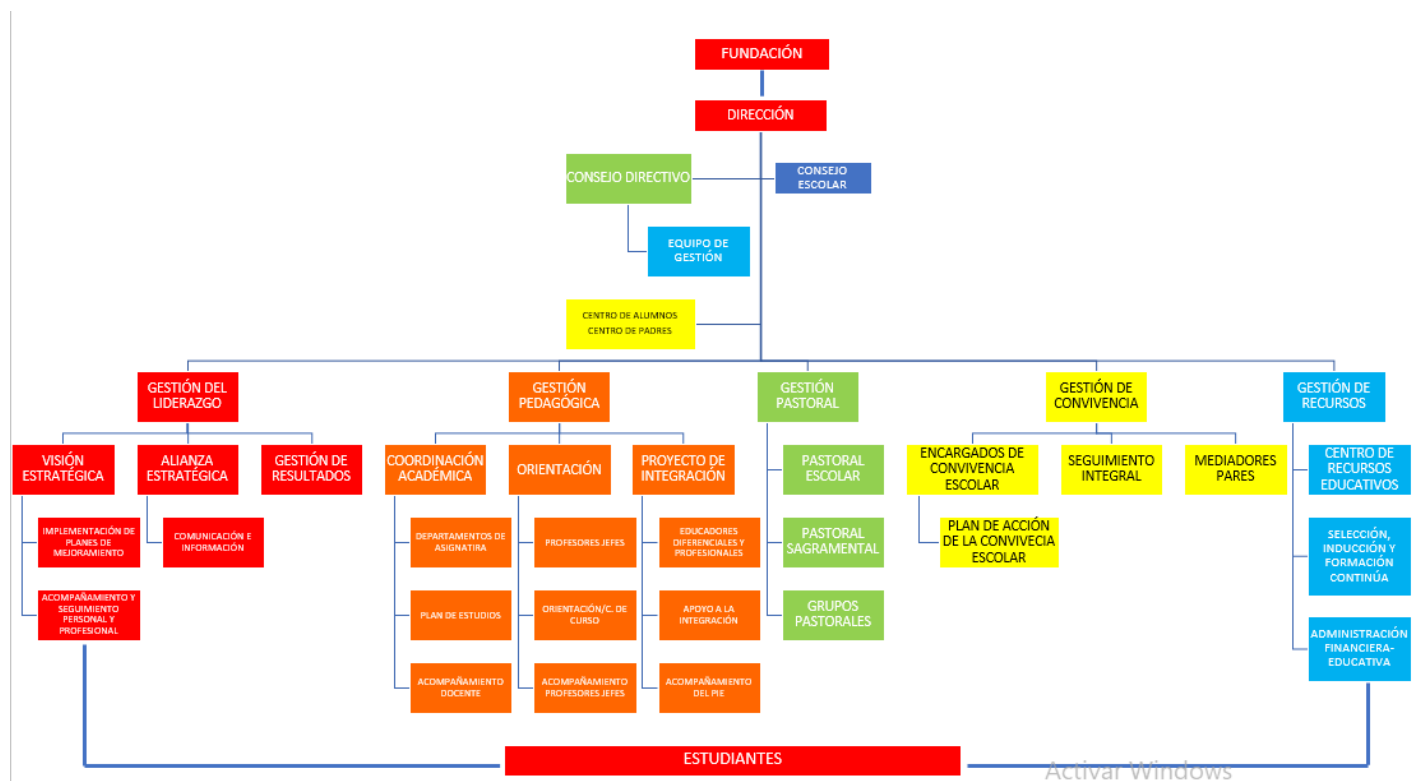 FUNDACIÓN
DIRECCIÓN
CONSEJO DIRECTIVO
CONSEJO
ESCOLAR
EQUIPO DE
GESTIÓN
CENTRO DE ALUMNOS
CENTRO DE PADRES
GESTIÓN DEL
LIDERAZGO
GESTIÓN
PEDAGÓGICA
GESTIÓN
PASTORAL
GESTIÓN DE
CONVIVENCIA
GESTIÓN DE
RECURSOS
VISIÓN
ESTRATÉGICA
ALIANZA
ESTRATÉGICA
GESTIÓN DE
RESULTADOS
COORDINACIÓN
ACADÉMICA
ORIENTACIÓN
PROYECTO DE
INTEGRACIÓN
PASTORAL
ESCOLAR
ENCARGADOS DE
CONVIVENCIA
ESCOLAR
SEGUIMIENTO
INTEGRAL
MEDIADORES
PARES
CENTRO DE
RECURSOS
EDUCATIVOS
IMPLEMENTACIÓN DE
PLANES DE
MEJORAMIENTO
COMUNICACIÓN E
INFORMACIÓN
DEPARTAMENTOS DE
ASIGNATIRA
PROFESORES JEFES
EDUCADORES
DIFERENCIALES Y
PROFESIONALES
PASTORAL
SAGRAMENTAL
PLAN DE ACCIÓN
DE LA CONVIVECIA
ESCOLAR
SELECCIÓN,
INDUCCIÓN Y
FORMACIÓN
CONTINÚA
ACOMPAÑAMIENTO Y
SEGUIMIENTO
PERSONAL Y
PROFESIONAL
PLAN DE ESTUDIOS
ORIENTACIÓN/C. DE
CURSO
APOYO A LA
INTEGRACIÓN
GRUPOS
PASTORALES
ADMINISTRACIÓN
FINANCIERA-
EDUCATIVA
ACOMPAÑAMIENTO
DOCENTE
ACOMPAÑAMIENTO
PROFESORES JEFES
ACOMPAÑAMIENTO
DEL PIE
ESTUDIANTES
Activar Windows